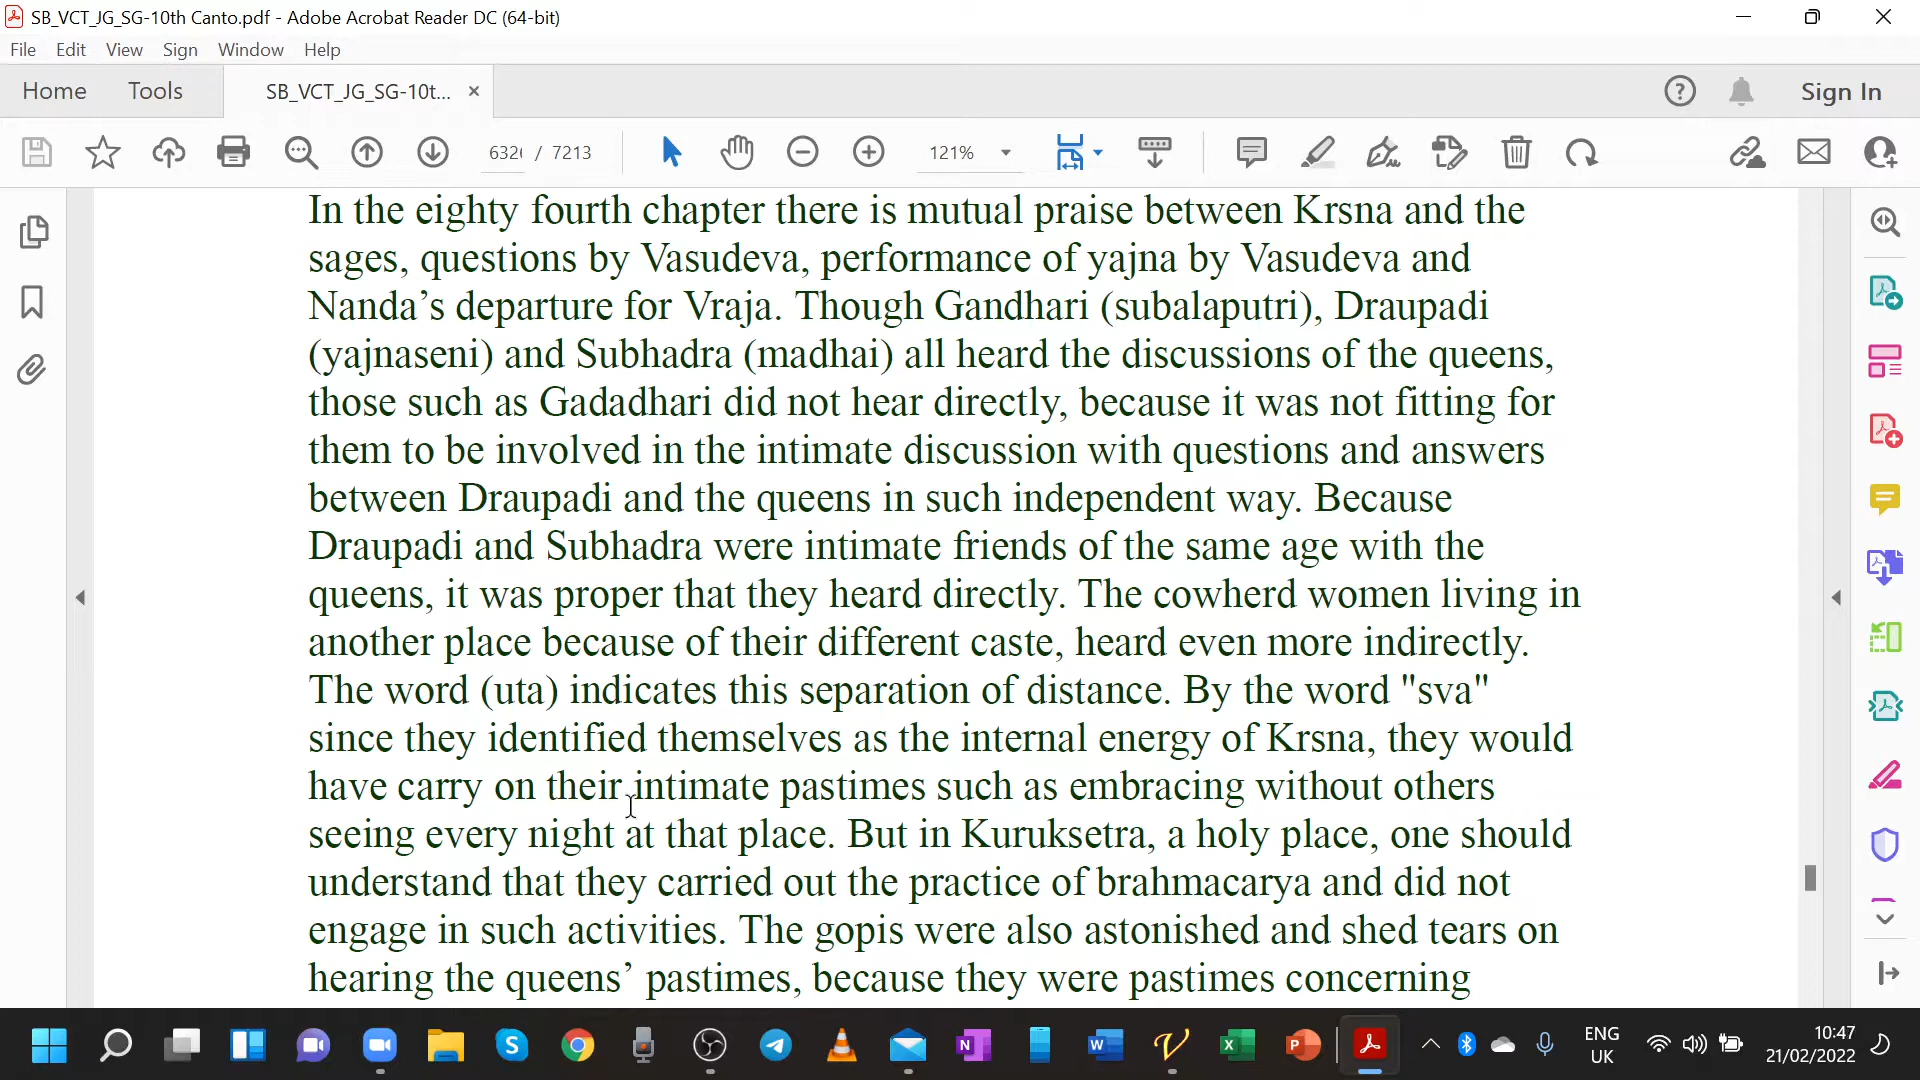 SB_VCT_JG_SG-10th Canto.pdf - Adobe Acrobat Reader DC (64-bit)
File Edit View Sign Window Help
Home Tools SB_VCT_JG_SG-10t... × Sign In
/ 7213 121%
In the eighty fourth chapter there is mutual praise between Krsna and the
sages, questions by Vasudeva, performance of yajna by Vasudeva and
Nanda’s departure for Vraja. Though Gandhari (subalaputri), Draupadi
(yajnaseni) and Subhadra (madhai) all heard the discussions of the queens,
those such as Gadadhari did not hear directly, because it was not fitting for
them to be involved in the intimate discussion with questions and answers
between Draupadi and the queens in such independent way. Because
Draupadi and Subhadra were intimate friends of the same age with the
queens, it was proper that they heard directly. The cowherd women living in
another place because of their different caste, heard even more indirectly.
The word (uta) indicates this separation of distance. By the word "sva"
since they identified themselves as the internal energy of Krsna, they would
have carry on their intimate pastimes such as embracing without others
seeing every night at that place. But in Kuruksetra, a holy place, one should
understand that they carried out the practice of brahmacarya and did not
engage in such activities. The gopis were also astonished and shed tears on
hearing the queens’ pastimes, because they were pastimes concerning
ENG
UK
10:47
21/02/2022